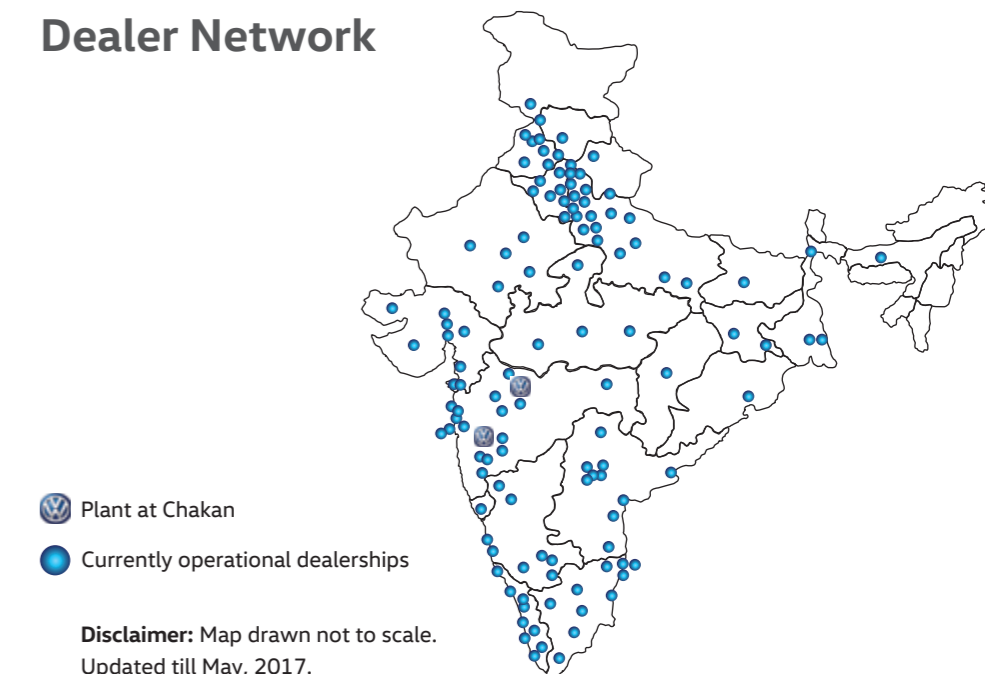 Dealer Network
Plant at Chakan
Currently operational dealerships
Disclaimer: Map drawn not to scale.
Updated till May, 2017.